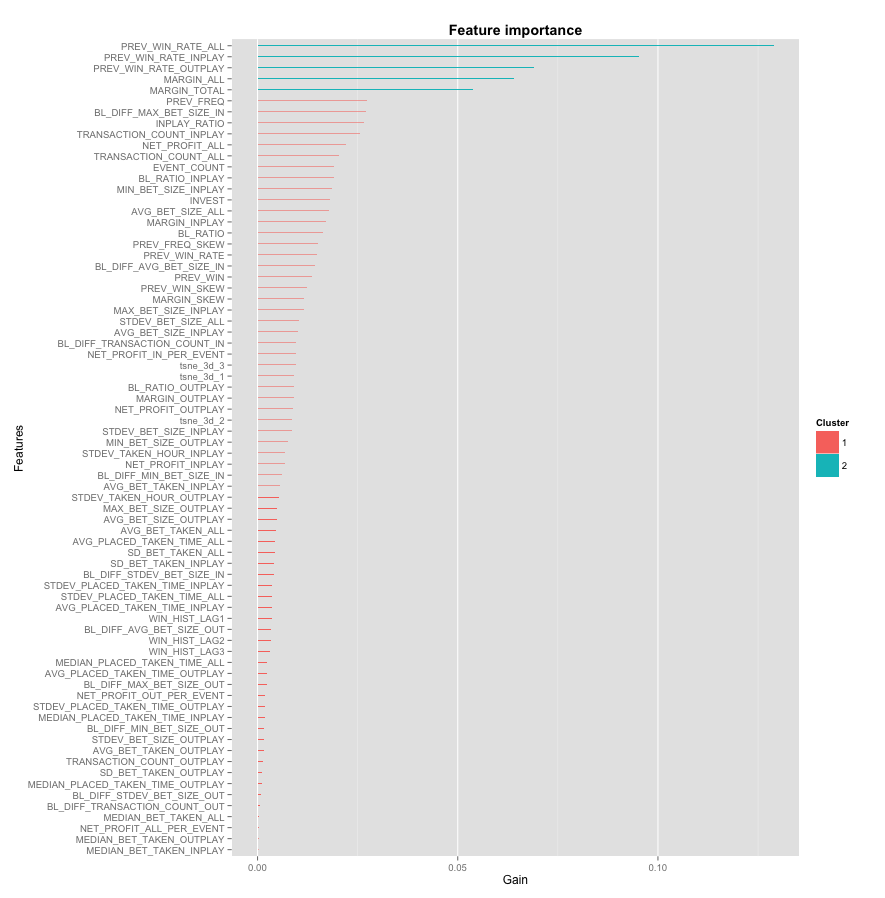 Feature importance
PREV_WIN_RATE_ALL
PREV_WIN_RATE_INPLAY
PREV_WIN_RATE_OUTPLAY
MARGIN_ALL
MARGIN_TOTAL
PREV_FREQ
BL_DIFF_MAX_BET_SIZE_IN
INPLAY_RATIO
TRANSACTION_COUNT_INPLAY
NET_PROFIT_ALL
TRANSACTION_COUNT_ALL
EVENT_COUNT
BL_RATIO_INPLAY
MIN_BET_SIZE_INPLAY
INVEST
AVG_BET_SIZE_ALL
MARGIN_INPLAY
BL_RATIO
PREV_FREQ_SKEW
PREV_WIN_RATE
BL_DIFF_AVG_BET_SIZE_IN
PREV_WIN
PREV_WIN_SKEW
MARGIN_SKEW
MAX_BET_SIZE_INPLAY
STDEV_BET_SIZE_ALL
AVG_BET_SIZE_INPLAY
BL_DIFF_TRANSACTION_COUNT_IN
NET_PROFIT_IN_PER_EVENT
tsne_3d_3
tsne_3d_1
BL_RATIO_OUTPLAY
MARGIN_OUTPLAY
NET_PROFIT_OUTPLAY
tsne_3d_2
STDEV_BET_SIZE_INPLAY
MIN_BET_SIZE_OUTPLAY
STDEV_TAKEN_HOUR_INPLAY
NET_PROFIT_INPLAY
BL_DIFF_MIN_BET_SIZE_IN
AVG_BET_TAKEN_INPLAY
STDEV_TAKEN_HOUR_OUTPLAY
MAX_BET_SIZE_OUTPLAY
AVG_BET_SIZE_OUTPLAY
AVG_BET_TAKEN_ALL
AVG_PLACED_TAKEN_TIME_ALL
SD_BET_TAKEN_ALL
SD_BET_TAKEN_INPLAY
BL_DIFF_STDEV_BET_SIZE_IN
STDEV_PLACED_TAKEN_TIME_INPLAY
STDEV_PLACED_TAKEN_TIME_ALL
AVG_PLACED_TAKEN_TIME_INPLAY
WIN_HIST_LAG1
BL_DIFF_AVG_BET_SIZE_OUT
WIN_HIST_LAG2
WIN_HIST_LAG3
MEDIAN_PLACED_TAKEN_TIME_ALL
AVG_PLACED_TAKEN_TIME_OUTPLAY
BL_DIFF_MAX_BET_SIZE_OUT
NET_PROFIT_OUT_PER_EVENT
STDEV_PLACED_TAKEN_TIME_OUTPLAY
MEDIAN_PLACED_TAKEN_TIME_INPLAY
BL_DIFF_MIN_BET_SIZE_OUT
STDEV_BET_SIZE_OUTPLAY
AVG_BET_TAKEN_OUTPLAY
TRANSACTION_COUNT_OUTPLAY
SD_BET_TAKEN_OUTPLAY
MEDIAN_PLACED_TAKEN_TIME_OUTPLAY
BL_DIFF_STDEV_BET_SIZE_OUT
BL_DIFF_TRANSACTION_COUNT_OUT
MEDIAN_BET_TAKEN_ALL
NET_PROFIT_ALL_PER_EVENT
MEDIAN_BET_TAKEN_OUTPLAY
MEDIAN_BET_TAKEN_INPLAY
Features
0.00 0.05 0.10
Gain
Cluster
1
2